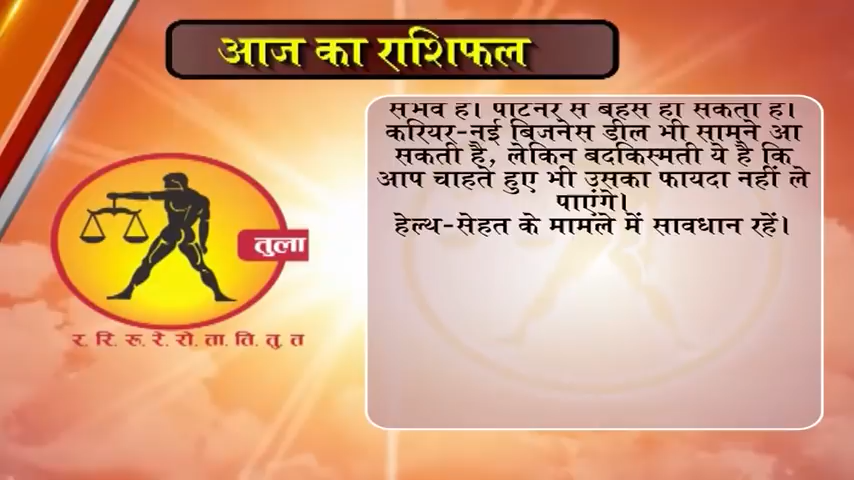 आज का राशिफल
संभव है। पार्टनर से बहस हो सकती है।
करियर-नई बिजनेस डील भी सामने आ
सकती है, लेकिन बदकिस्मती ये है कि
आप चाहते हुए भी उसका फायदा नहीं ले
पाएंगे।
हेल्थ-सेहत के मामले में सावधान रहें।
तुला
र. रि. रू. रे. रो. ता. ति. तु. त